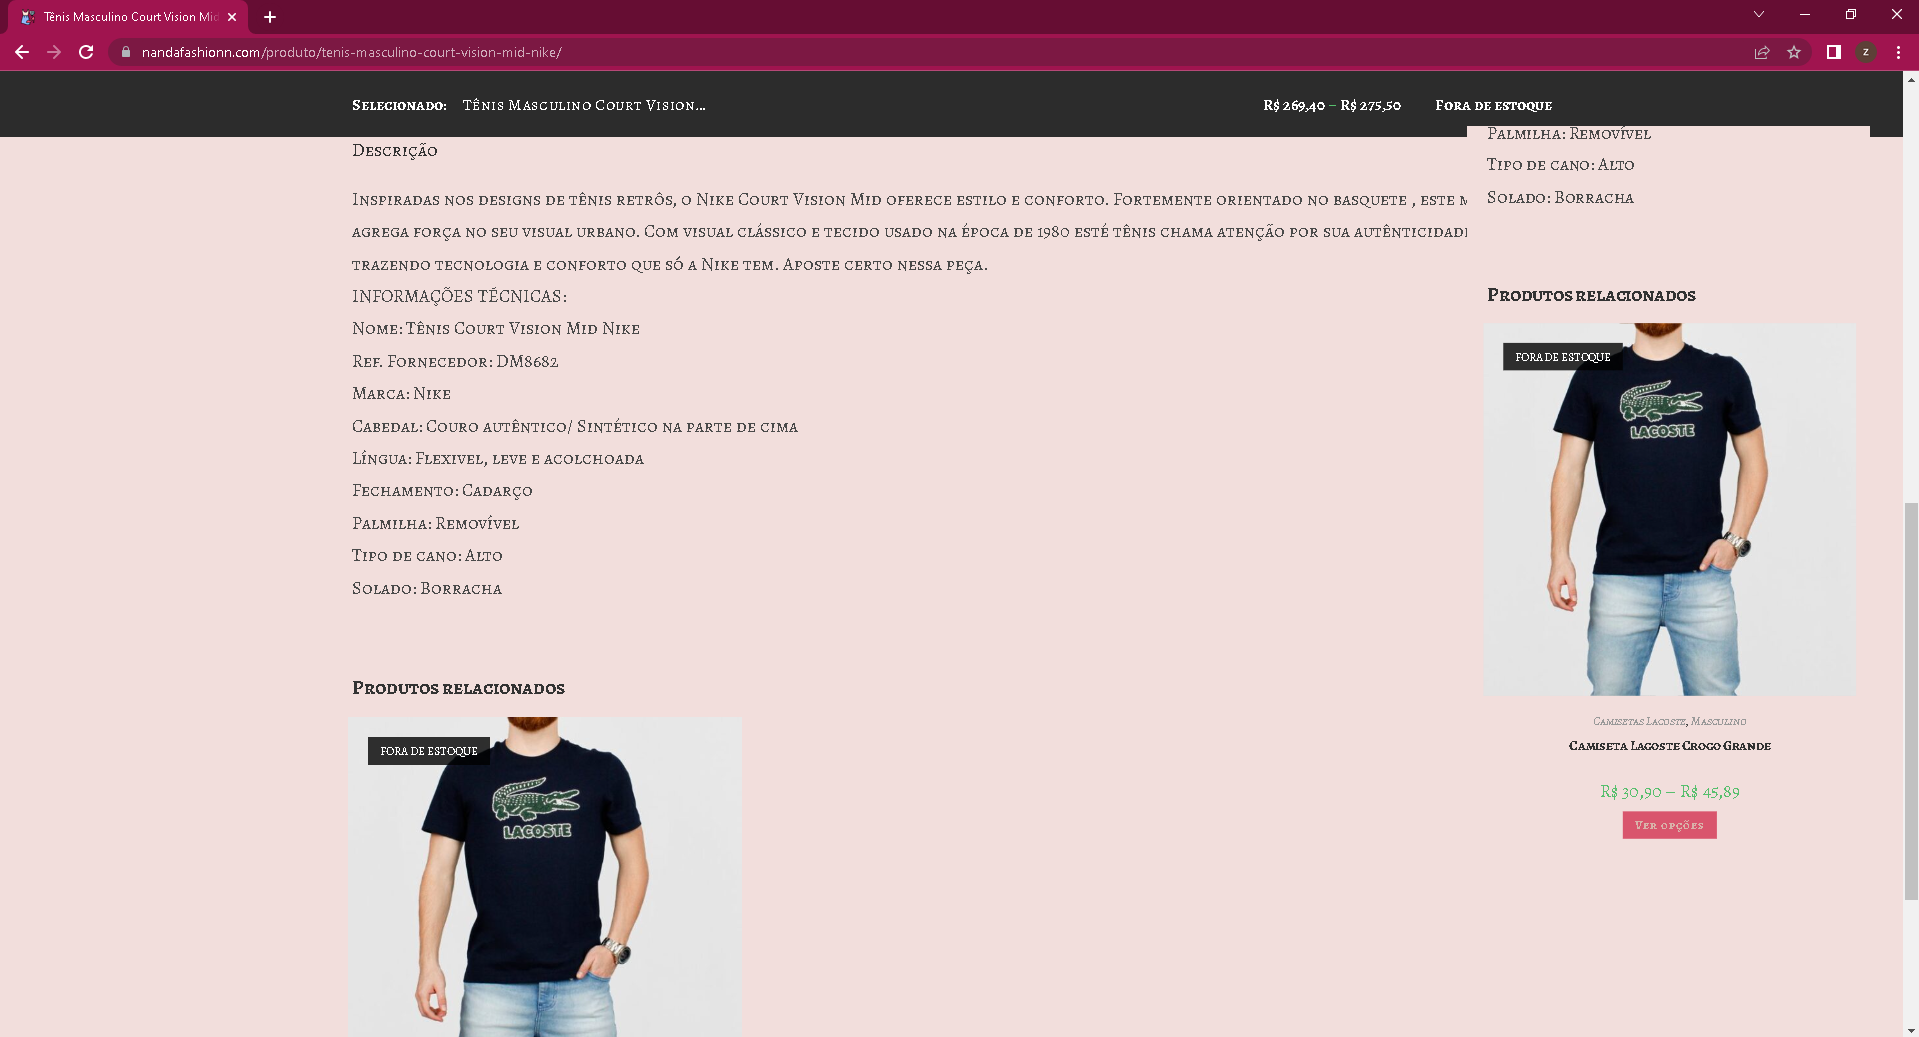 Tênis Masculino Court Vision Mid
nandafashionn.com/produto/tenis-masculino-court-vision-mid-nike/
Z
Selecionado: Tênis Masculino Court Vision...
R$ 269,40 – R$ 275,50
Fora de estoque
Descrição
Inspiradas nos designs de tênis retrôs, o Nike Court Vision Mid oferece estilo e conforto. Fortemente orientado no basquete , este
agrega força no seu visual urbano. Com visual clássico e tecido usado na época de 1980 esté tênis chama atenção por sua autênticidad
trazendo tecnologia e conforto que só a Nike tem. Aposte certo nessa peça.
INFORMAÇÕES TÉCNICAS:
Nome: Tênis Court Vision Mid Nike
Ref. Fornecedor: DM8682
Marca: Nike
Cabedal: Couro autêntico/ Sintético na parte de cima
Língua: Flexivel, leve e acolchoada
Fechamento: Cadarço
Palmilha: Removível
Tipo de cano: Alto
Solado: Borracha
Produtos relacionados
FORA DE ESTOQUE
LACOSTE
Palmilha: Removível
Tipo de cano: Alto
Solado: Borracha
Produtos relacionados
FORA DE ESTOQUE
LACOSTE
Camisetas Lacoste, Masculino
Camiseta Lacoste Croco Grande
R$ 30,90 – R$ 45,89
Ver opções